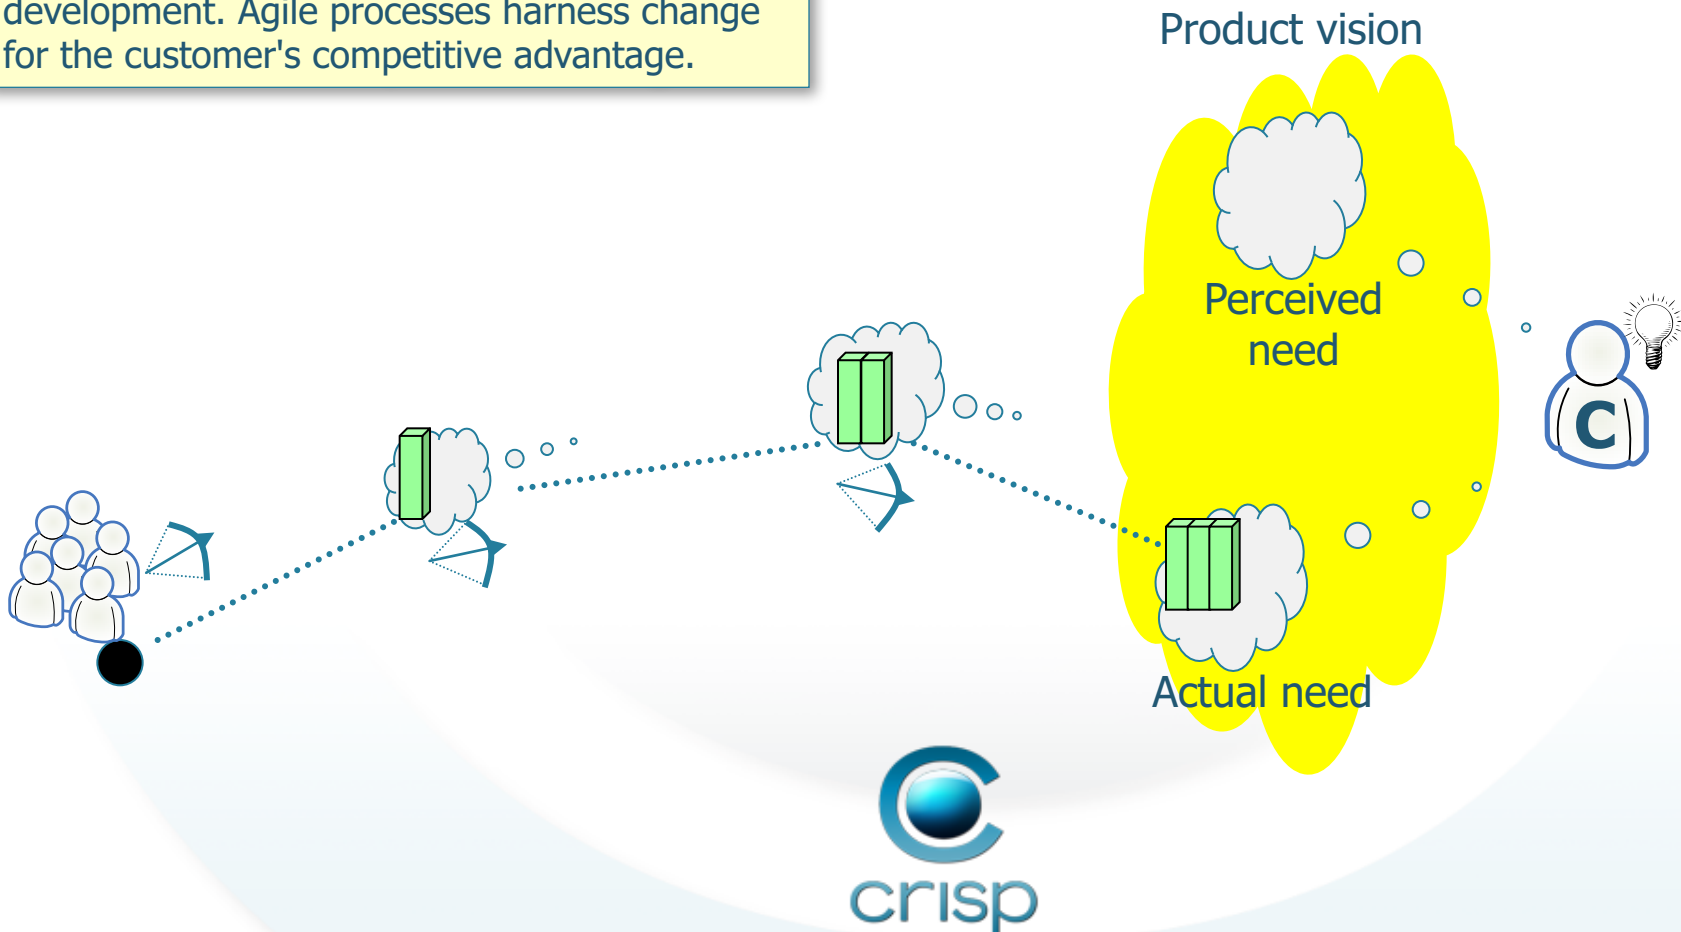 development. Agile processes harness change
for the customer's competitive advantage.
Product vision
Perceived
need
C
Actual need
crisp